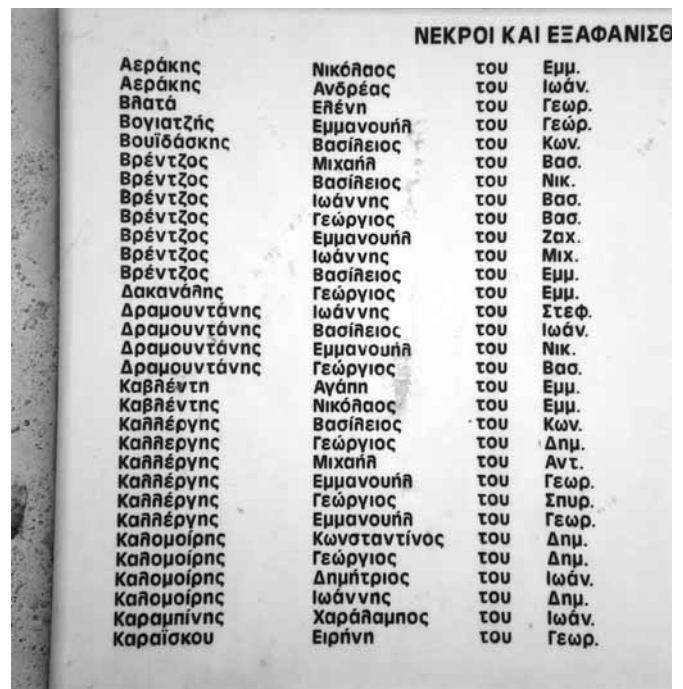 ΝΕΚΡΟΙ ΚΑΙ ΕΞΑΦΑΝΙΣΘ
Αεράκης Νικόλαος του Εμμ.
Αεράκης Ανδρέας του Ιωάν.
Βλατά Ελένη του Γεωρ.
Βογιατζής Εμμανουήλ του Γεώρ.
Βουϊδάσκης Βασίλειος του Κων.
Βρέντζος Μιχαήλ του Βασ.
Βρέντζος Βασίλειος του Νικ.
Βρέντζος Ιωάννης του Βασ.
Βρέντζος Γεώργιος του Βασ.
Βρέντζος Εμμανουήλ του Ζαχ.
Βρέντζος Ιωάννης του Μιχ.
Βρέντζος Βασίλειος του Εμμ.
Δακανάλης Γεώργιος του Εμμ.
Δραμουντάνης Ιωάννης του Στεφ.
Δραμουντάνης Βασίλειος του Ιωάν.
Δραμουντάνης Εμμανουήλ του Νικ.
Δραμουντάνης Γεώργιος του Βασ.
Καβλέντη Αγάπη του Εμμ.
Καβλέντης Νικόλαος του Εμμ.
Καλλέργης Βασίλειος του Κων.
Καλλεργης Γεώργιος του Δημ.
Καλλέργης Μιχαήλ του Αντ.
Καλλέργης Εμμανουήλ του Γεωρ.
Καλλέργης Γεώργιος του Σπυρ.
Καλλέργης Εμμανουήλ του Γεωρ.
Καλομοίρης Κωνσταντίνος του Δημ.
Καλομοίρης Γεώργιος του Δημ.
Καλομοίρης Δημήτριος του Ιωάν.
Καλομοίρης Ιωάννης του Δημ.
Καραμπίνης Χαράλαμπος του Ιωάν.
Καραϊσκου Ειρήνη του Γεωρ.